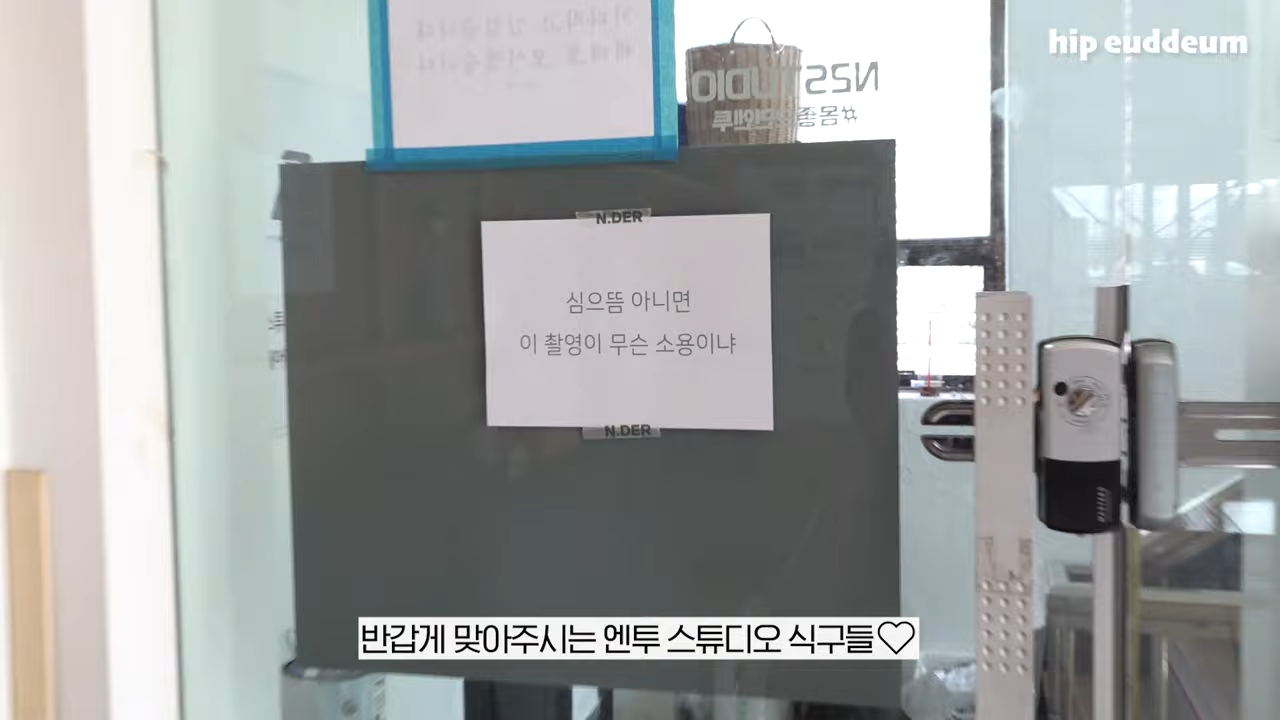 hip euddeum
N2STUDIO
N.DER
심으뜸 아니면
이 촬영이 무슨 소용이냐
N.DER
반갑게 맞아주시는 엔투 스튜디오 식구들♡